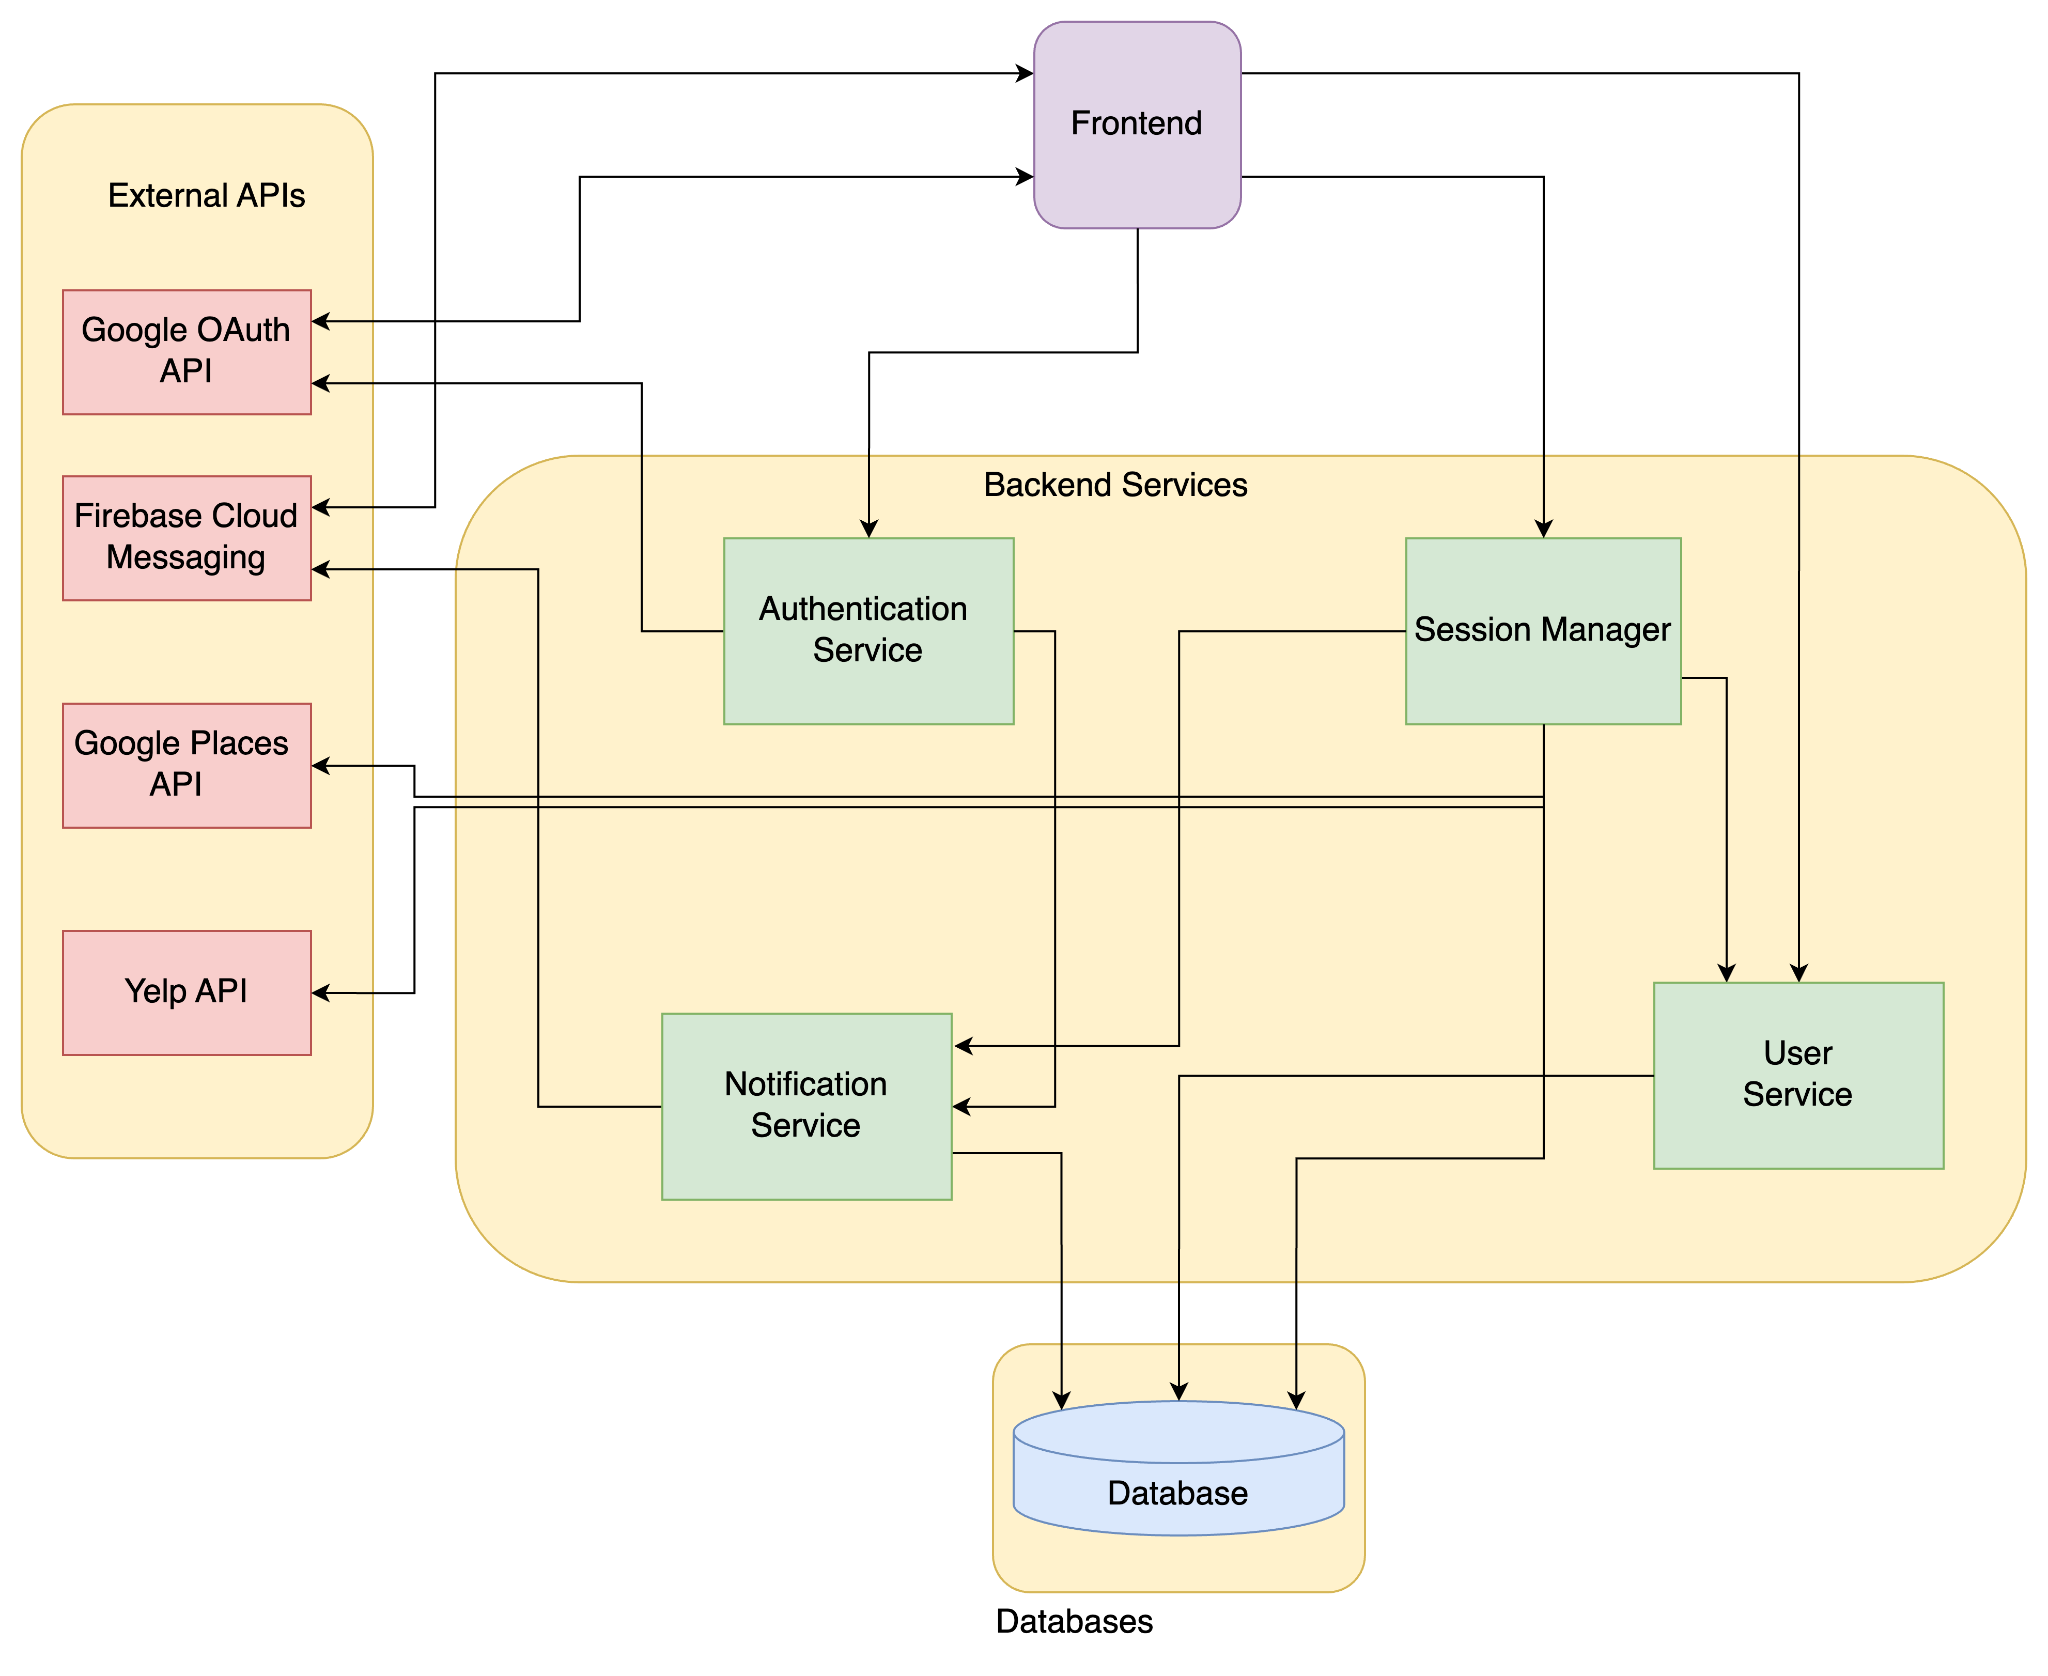 Frontend
External APIs
Google OAuth
API
Firebase Cloud
Messaging
Google Places
API
Yelp API
Backend Services
Authentication
Service
Session Manager
Notification
Service
User
Service
Database
Databases